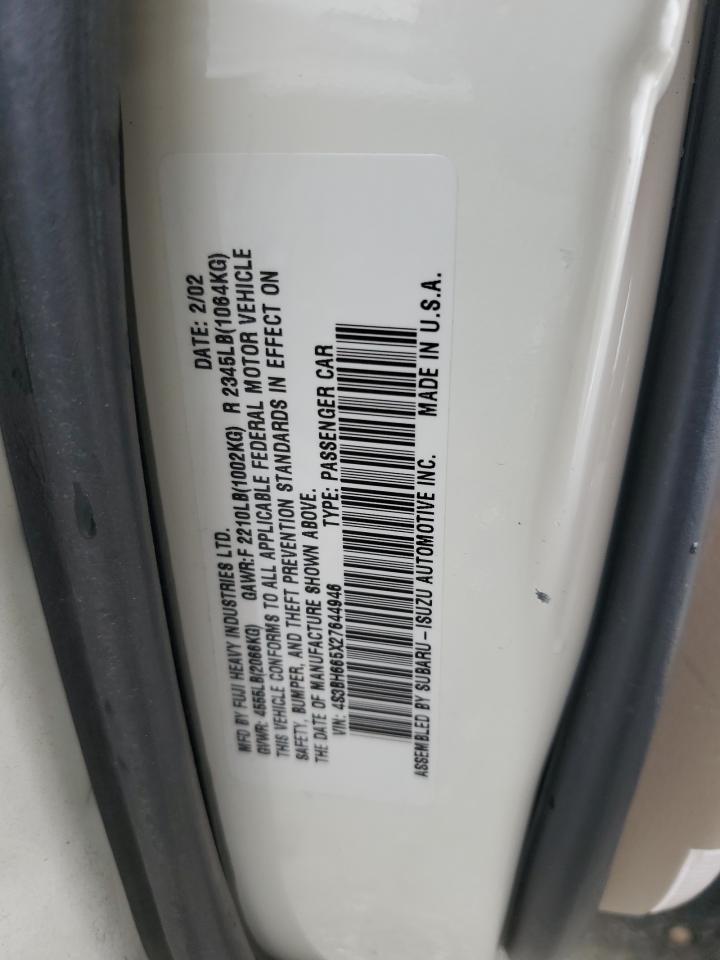 MFD BY FUJI HEAVY INDUSTRIES LTD. DATE: 2/02
GVWR: 4555LB(2066KG) GAWR:F 2210LB(1002KG) R 2345LB(1064KG)
THIS VEHICLE CONFORMS TO ALL APPLICABLE FEDERAL MOTOR VEHICLE
SAFETY, BUMPER, AND THEFT PREVENTION STANDARDS IN EFFECT ON
THE DATE OF MANUFACTURE SHOWN ABOVE.
VIN: 4S3BH665X27644946 TYPE: PASSENGER CAR
ASSEMBLED BY SUBARU-ISUZU AUTOMOTIVE INC. MADE IN U.S.A.